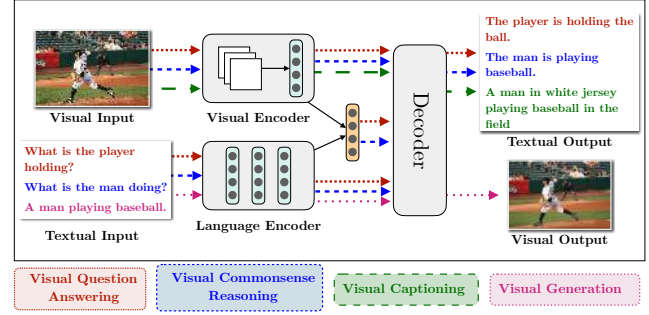 The player is holding the
ball.
The man is playing
baseball.
A man in white jersey
playing baseball in the
field
Textual Output
Visual Input
Visual Encoder
Decoder
What is the player
holding?
What is the man doing?
A man playing baseball.
Textual Input
Language Encoder
Visual Output
Visual Question
Answering
Visual Commonsense
Reasoning
Visual Captioning
Visual Generation